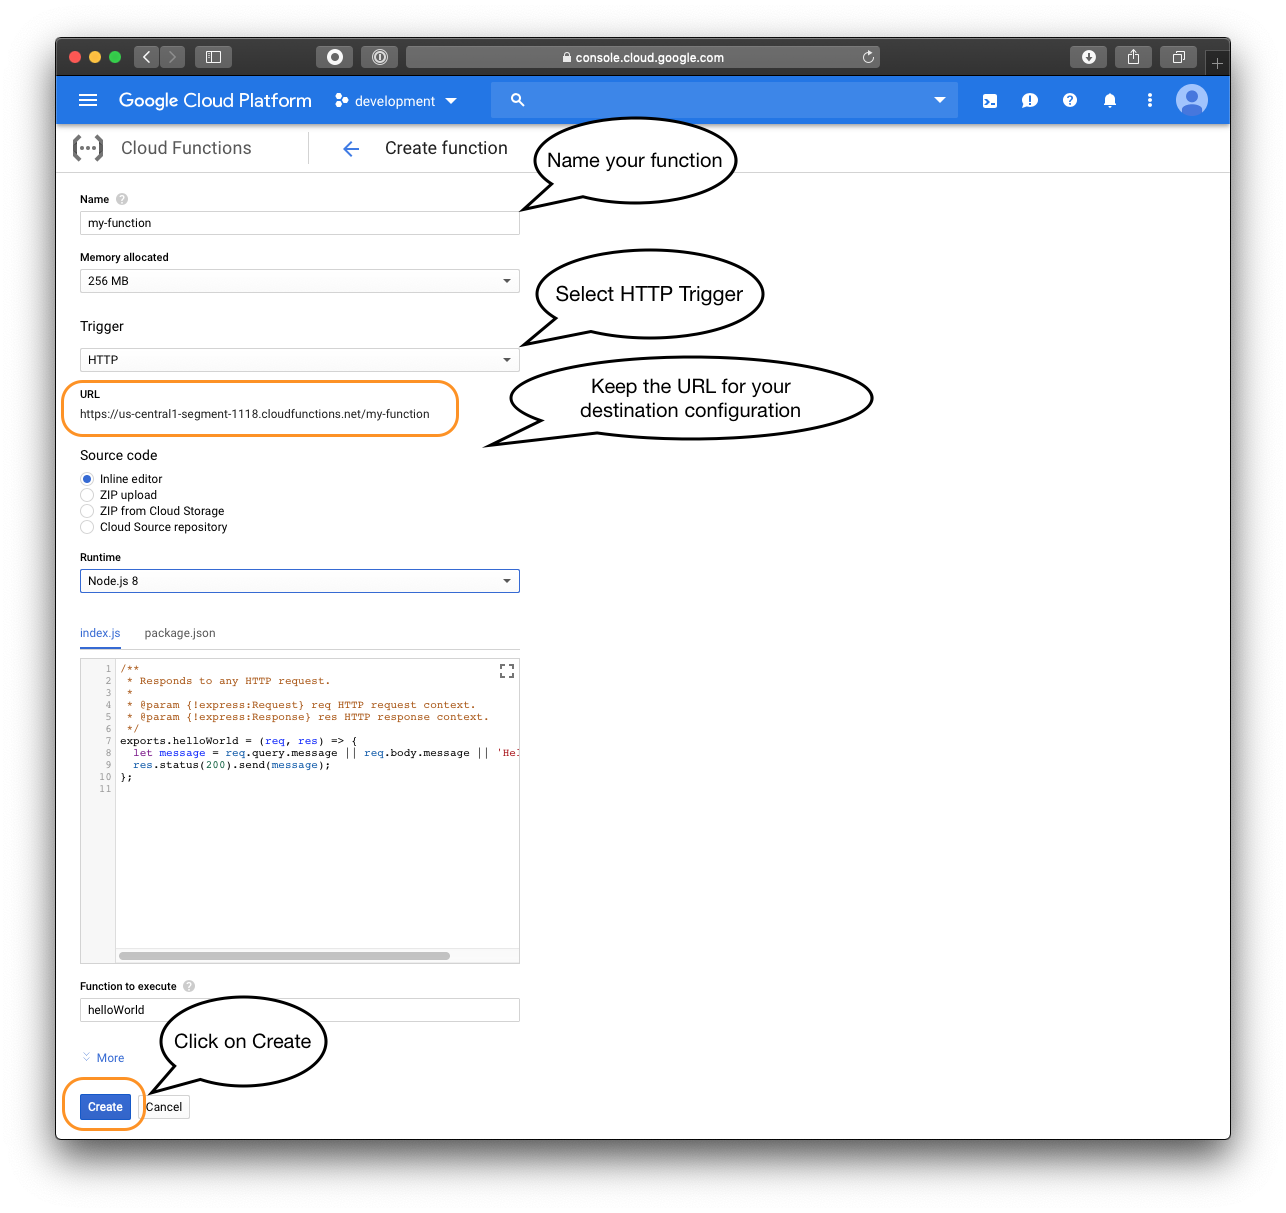 console.cloud.google.com
Google Cloud Platform development
Cloud Functions Create function
Name your function
Name
my-function
Memory allocated
256 MB
Select HTTP Trigger
Trigger
HTTP
Keep the URL for your
destination configuration
URL
https://us-central1-segment-1118.cloudfunctions.net/my-function
Source code
Inline editor
ZIP upload
ZIP from Cloud Storage
Cloud Source repository
Runtime
Node.js 8
index.js package.json
1 /**
2 * Responds to any HTTP request.
3 *
4 * @param {!express:Request} req HTTP request context.
5 * @param {!express:Response} res HTTP response context.
6 */
7 exports.helloWorld = (req, res) => {
8 let message = req.query.message || req.body.message || 'Hel
9 res.status(200).send(message);
10 };
11
Function to execute
helloWorld
Click on Create
More
Create Cancel